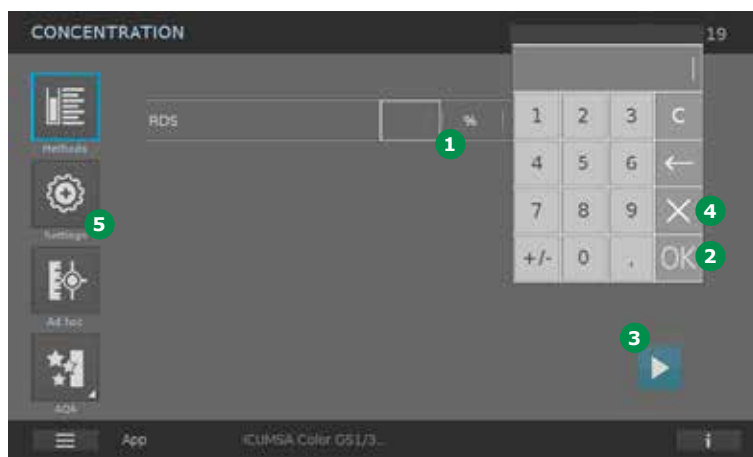 CONCENTRATION
19
RDS
%
1
1 2 3 C
4 5 6 ←
7 8 9 X
4
+/- 0 . OK
2
Methods
Settings
5
Ad hoc
3
AQA
App
ICUMSA Color GS1/3...
i